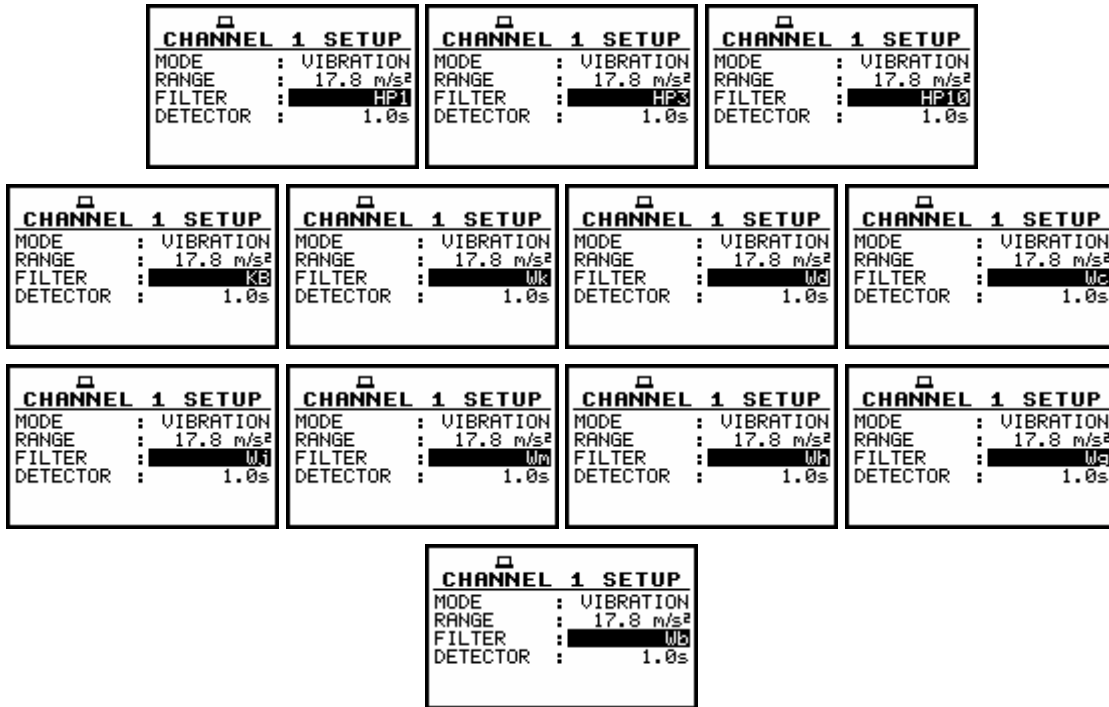 CHANNEL 1 SETUP
MODE : VIBRATION
RANGE : 17.8 m/s²
FILTER : HP1
DETECTOR : 1.0s
CHANNEL 1 SETUP
MODE : VIBRATION
RANGE : 17.8 m/s²
FILTER : HP3
DETECTOR : 1.0s
CHANNEL 1 SETUP
MODE : VIBRATION
RANGE : 17.8 m/s²
FILTER : HP10
DETECTOR : 1.0s
CHANNEL 1 SETUP
MODE : VIBRATION
RANGE : 17.8 m/s²
FILTER : KB
DETECTOR : 1.0s
CHANNEL 1 SETUP
MODE : VIBRATION
RANGE : 17.8 m/s²
FILTER : Wk
DETECTOR : 1.0s
CHANNEL 1 SETUP
MODE : VIBRATION
RANGE : 17.8 m/s²
FILTER : Wd
DETECTOR : 1.0s
CHANNEL 1 SETUP
MODE : VIBRATION
RANGE : 17.8 m/s²
FILTER : Wc
DETECTOR : 1.0s
CHANNEL 1 SETUP
MODE : VIBRATION
RANGE : 17.8 m/s²
FILTER : Wj
DETECTOR : 1.0s
CHANNEL 1 SETUP
MODE : VIBRATION
RANGE : 17.8 m/s²
FILTER : Wm
DETECTOR : 1.0s
CHANNEL 1 SETUP
MODE : VIBRATION
RANGE : 17.8 m/s²
FILTER : Wh
DETECTOR : 1.0s
CHANNEL 1 SETUP
MODE : VIBRATION
RANGE : 17.8 m/s²
FILTER : Wg
DETECTOR : 1.0s
CHANNEL 1 SETUP
MODE : VIBRATION
RANGE : 17.8 m/s²
FILTER : Wb
DETECTOR : 1.0s